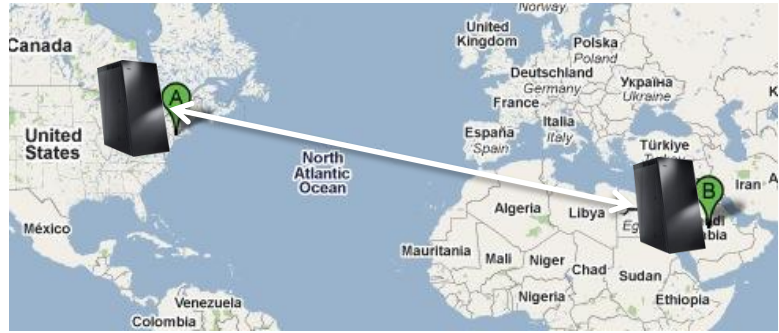 Norway
Canada
United
Kingdom
Polska
Poland
Deutschland
Germany
Україна
Ukraine
France
K
A
United
States
Italia
Italy
España
Spain
Türkiye
North
Atlantic
Ocean
B
Iran
A
Algeria
Libya
México
Mauritania
Mali
Niger
Chad
Sudan
Venezuela
Nigeria
Ethiopia
Colombia